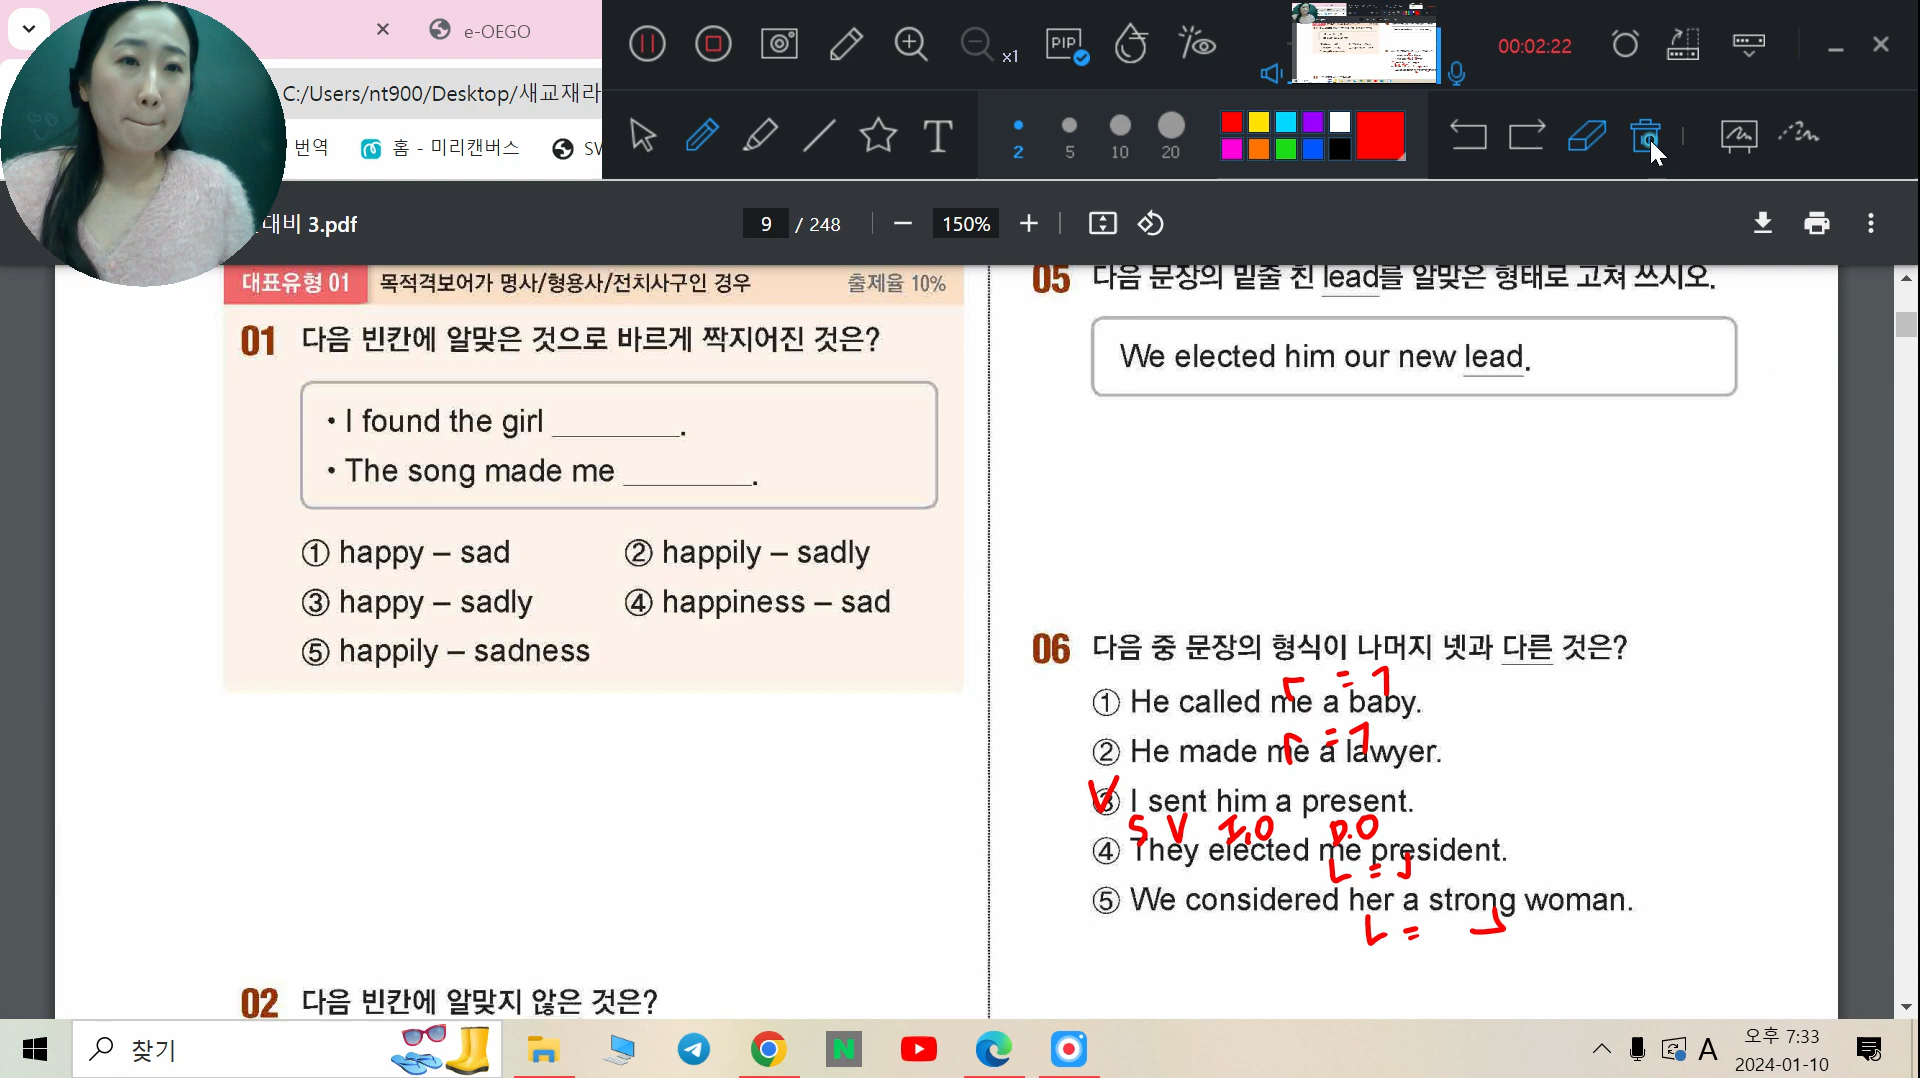 e-OEGO
x1
PIP
00:02:22
C:/Users/nt900/Desktop/새교재라
번역
홈 - 미리캔버스
T
2
5
10
20
대비 3.pdf
9 / 248
150%
대표유형 01 목적격보어가 명사/형용사/전치사구인 경우 출제율 10%
01 다음 빈칸에 알맞은 것으로 바르게 짝지어진 것은?
• I found the girl ________.
• The song made me ________.
① happy – sad
② happily – sadly
③ happy – sadly
④ happiness – sad
⑤ happily – sadness
02 다음 빈칸에 알맞지 않은 것은?
05 다음 문장의 밑줄 친 lead를 알맞은 형태로 고쳐 쓰시오.
We elected him our new lead.
06 다음 중 문장의 형식이 나머지 넷과 다른 것은?
① He called me a baby.
② He made me a lawyer.
③ I sent him a present.
S V I.O D.O
④ They elected me president.
⑤ We considered her a strong woman.
찾기
N
A
오후 7:33
2024-01-10